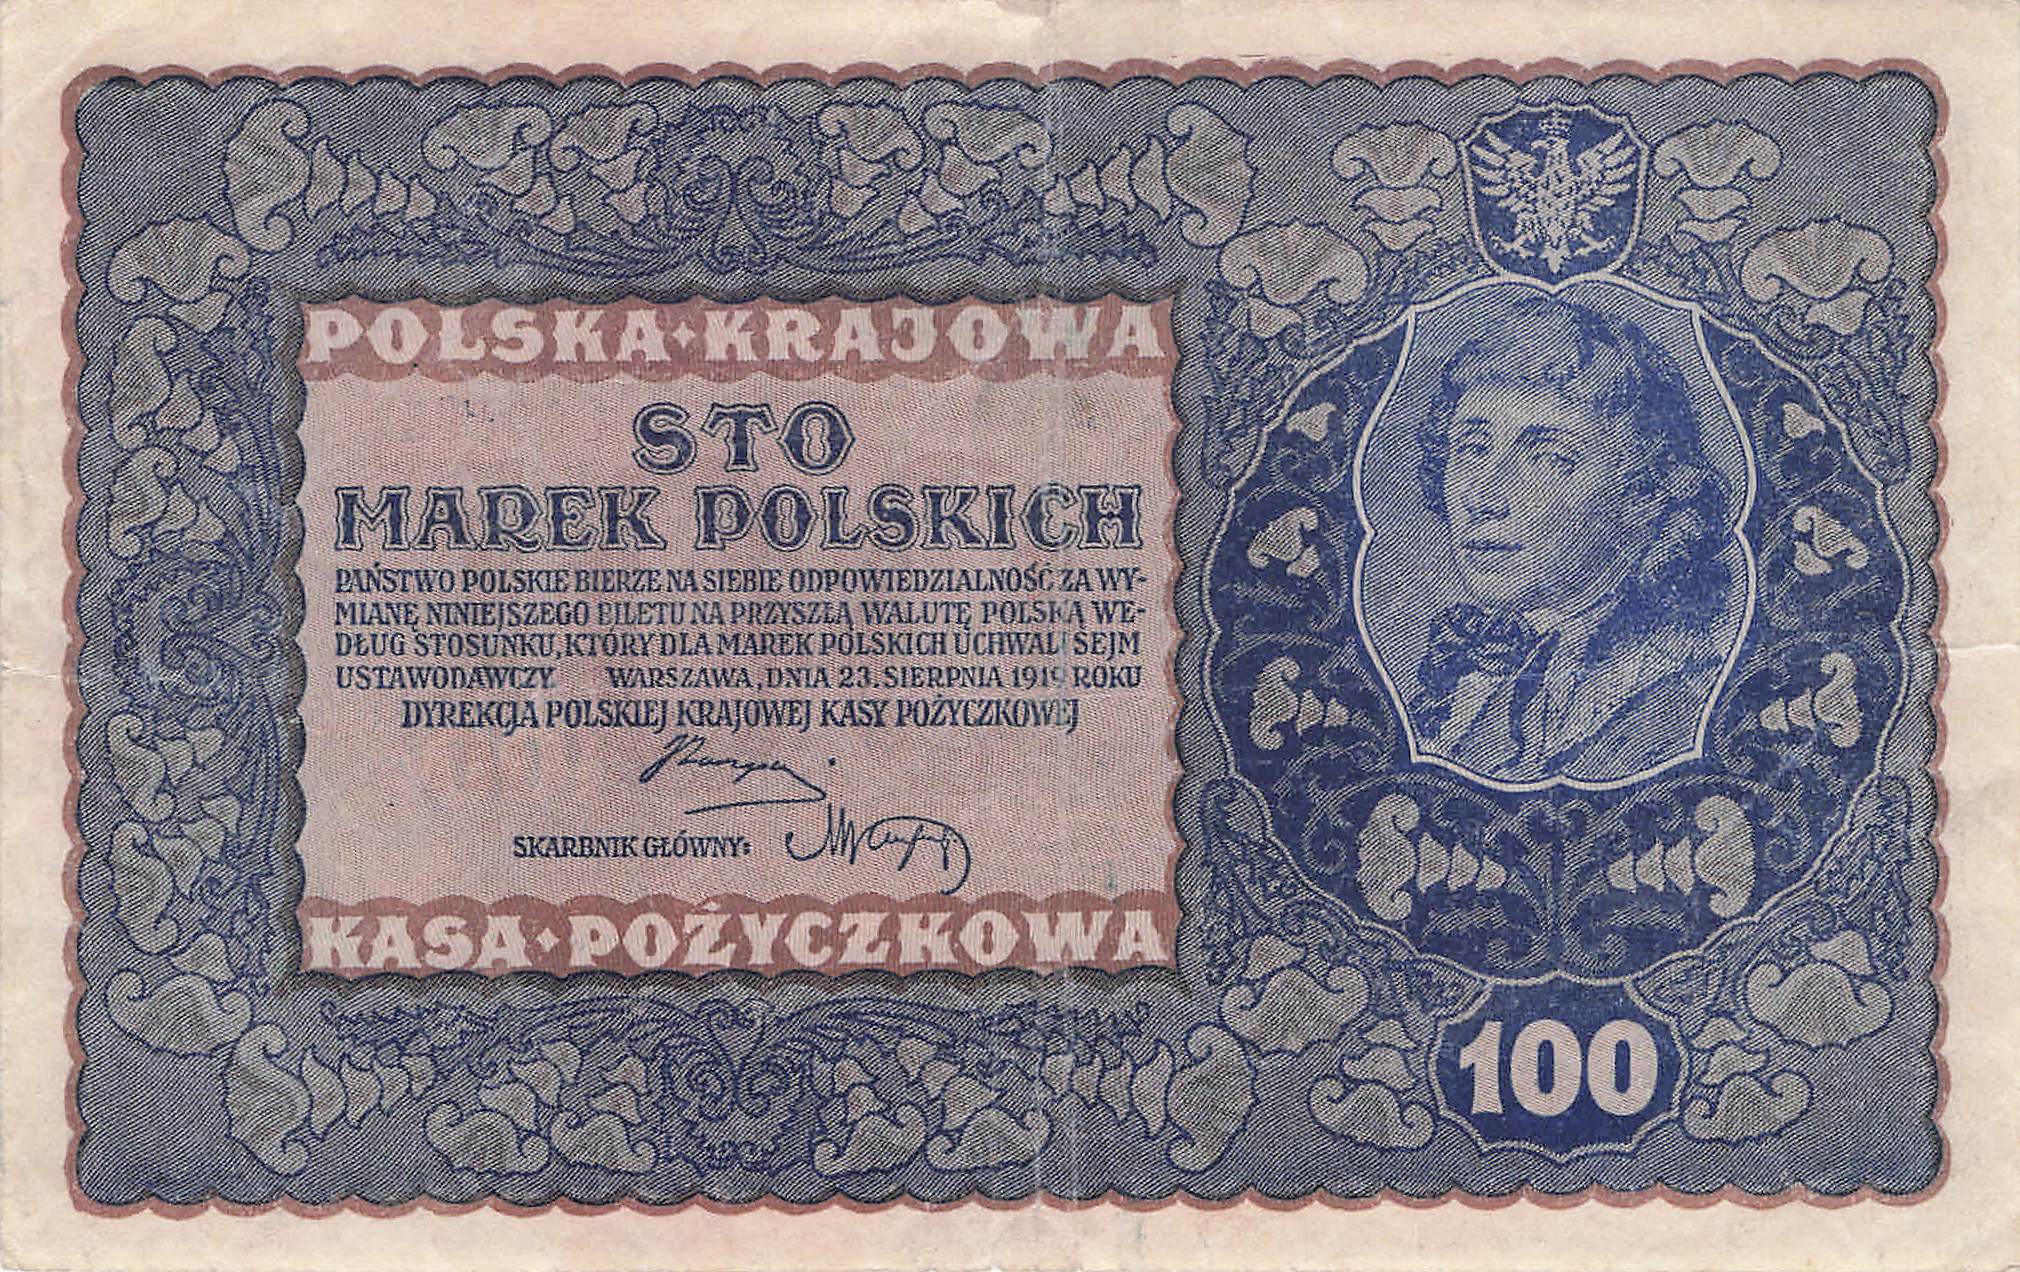 POLSKA·KRAJOWA
STO
MAREK POLSKICH
PAŃSTWO POLSKIE BIERZE NA SIEBIE ODPOWIEDZIALNOŚĆ ZA WY-
MIANĘ NINIEJSZEGO BILETU NA PRZYSZŁĄ WALUTĘ POLSKĄ WE-
DŁUG STOSUNKU, KTÓRY DLA MAREK POLSKICH UCHWALI SEJM
USTAWODAWCZY. WARSZAWA, DNIA 23. SIERPNIA 1919 ROKU
DYREKCJA POLSKIEJ KRAJOWEJ KASY POŻYCZKOWEJ
SKARBNIK GŁÓWNY:
KASA·POŻYCZKOWA
100